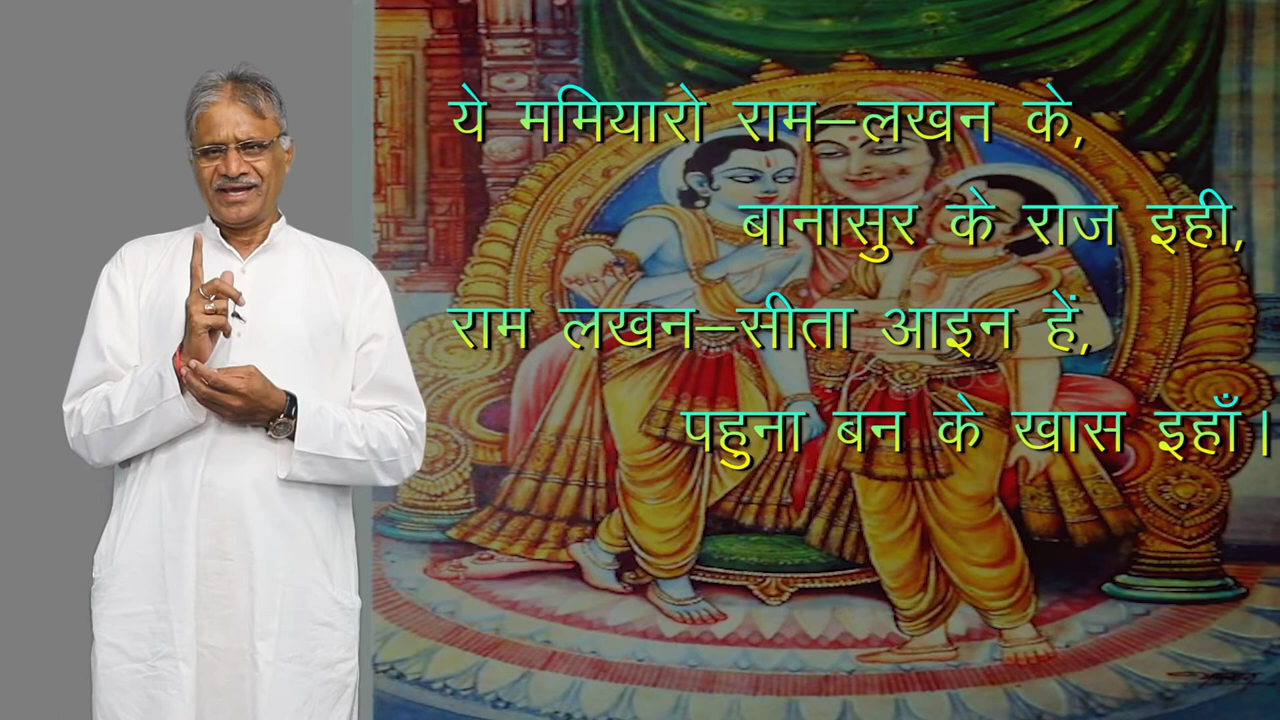 ये ममियारो राम–लखन के,
बानासुर के राज इही,
राम लखन–सीता आइन हें,
पहुना बन के खास इहाँ।